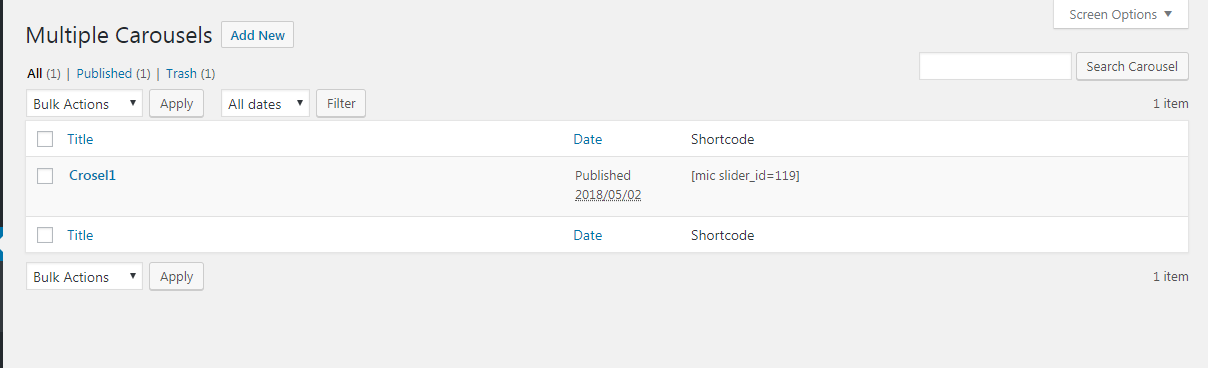 Screen Options ▼
Multiple Carousels Add New
All (1) | Published (1) | Trash (1)
Search Carousel
Bulk Actions Apply All dates Filter 1 item
Title Date Shortcode
Crosel1 Published [mic slider_id=119]
2018/05/02
Title Date Shortcode
Bulk Actions Apply 1 item